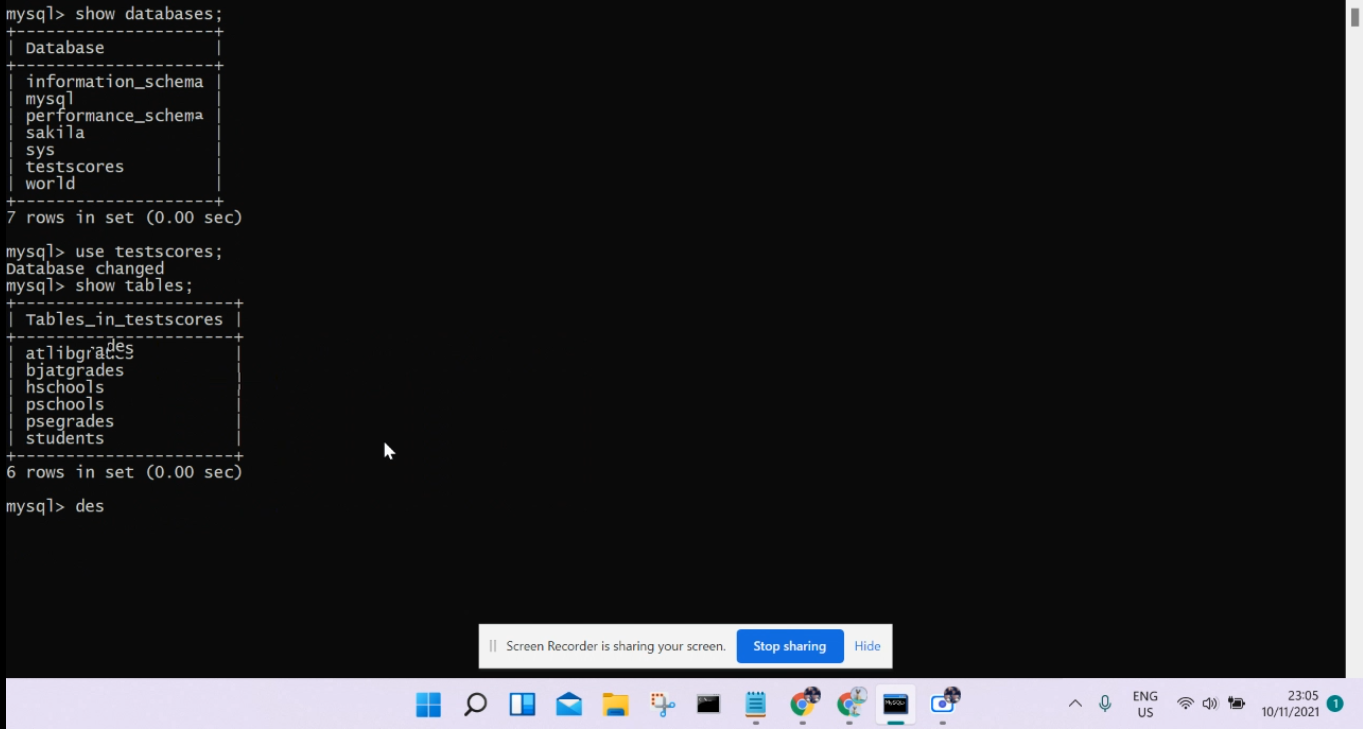 mysql> show databases;
+--------------------+
| Database           |
+--------------------+
| information_schema |
| mysql              |
| performance_schema |
| sakila             |
| sys                |
| testscores         |
| world              |
+--------------------+
7 rows in set (0.00 sec)
mysql> use testscores;
Database changed
mysql> show tables;
+----------------------+
| Tables_in_testscores |
+----------------------+
| atlibgrades          |
| bjatgrades           |
| hschools             |
| pschools             |
| psegrades            |
| students             |
+----------------------+
6 rows in set (0.00 sec)
mysql> des
Screen Recorder is sharing your screen. Stop sharing Hide
ENG 23:05
US 10/11/2021 1